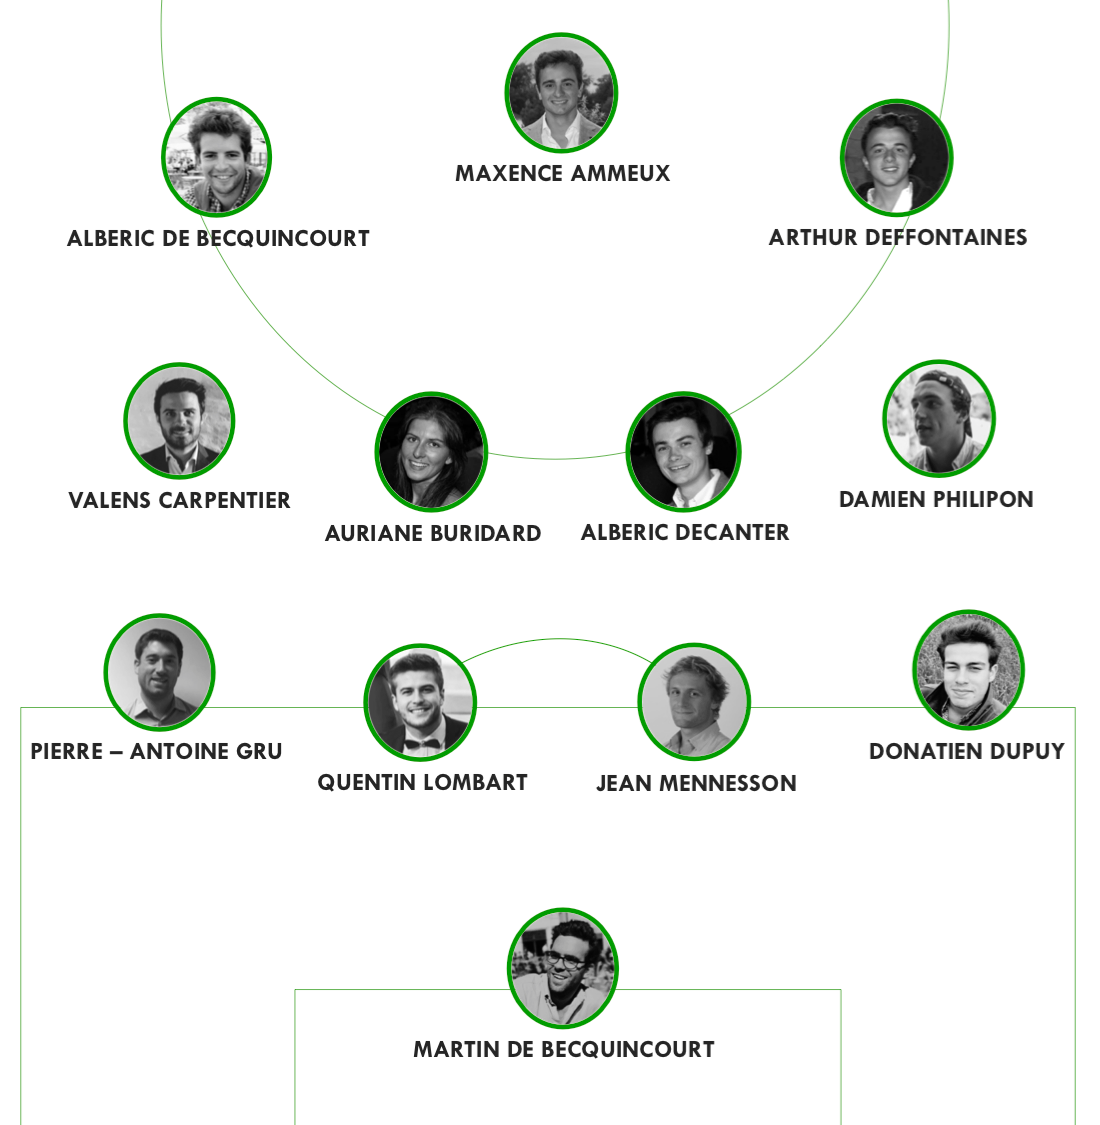 MAXENCE AMMEUX
ALBERIC DE BECQUINCOURT
ARTHUR DEFFONTAINES
VALENS CARPENTIER
AURIANE BURIDARD
ALBERIC DECANTER
DAMIEN PHILIPON
PIERRE – ANTOINE GRU
QUENTIN LOMBART
JEAN MENNESSON
DONATIEN DUPUY
MARTIN DE BECQUINCOURT